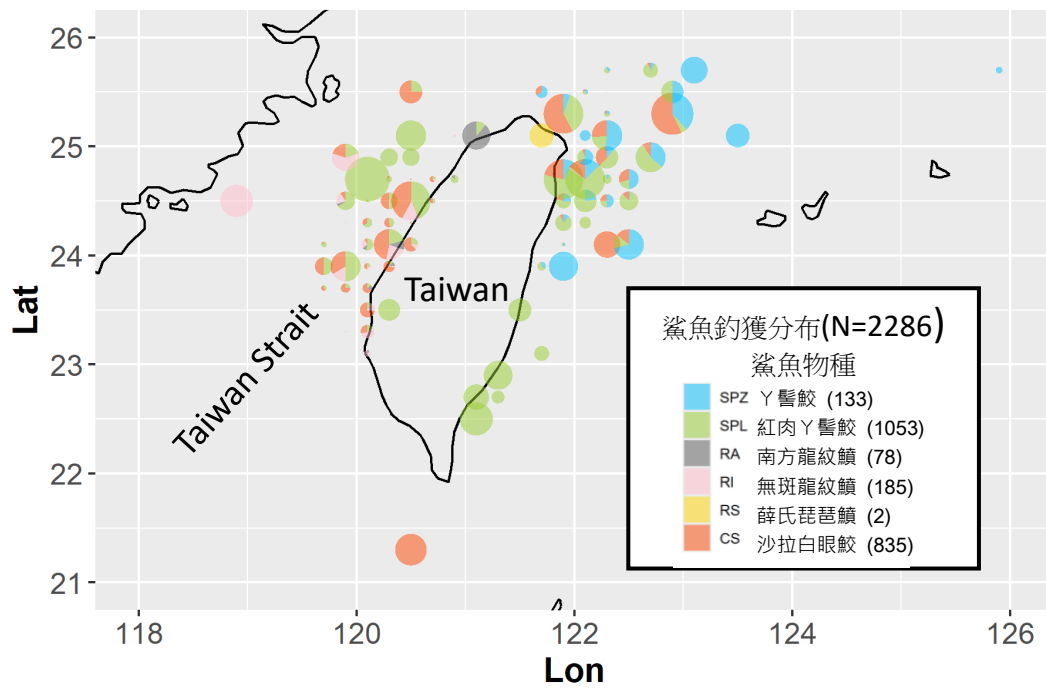 26
25
24
23
22
21
Lat
118
120
122
124
126
Lon
Taiwan
Taiwan Strait
鯊魚釣獲分布(N=2286)
鯊魚物種
SPZ 丫髻鮫 (133)
SPL 紅肉丫髻鮫 (1053)
RA 南方龍紋鱝 (78)
RI 無斑龍紋鱝 (185)
RS 薛氏琵琶鱝 (2)
CS 沙拉白眼鮫 (835)